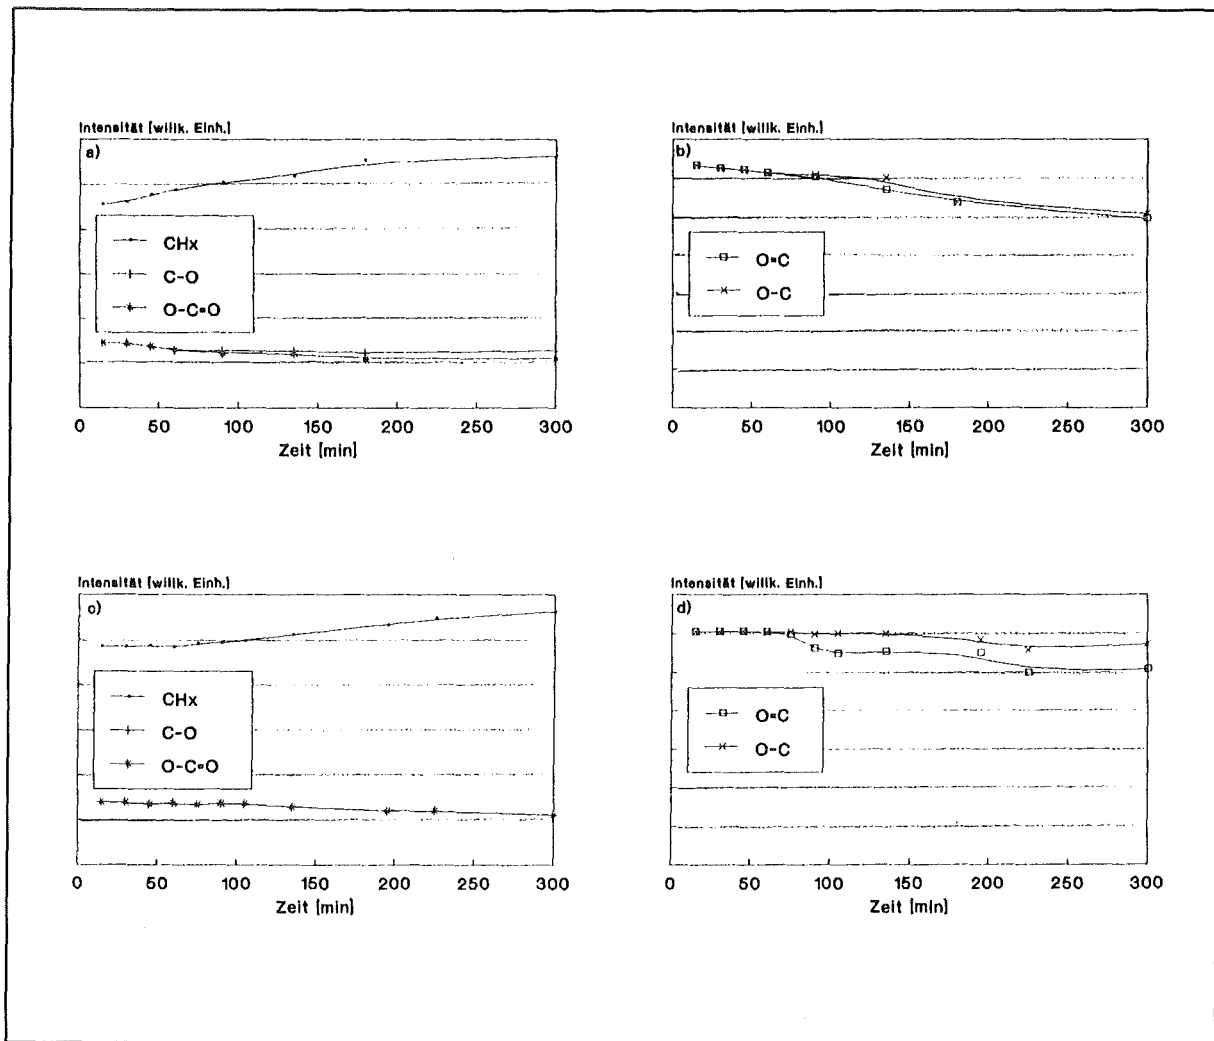 Intensität [willk. Einh.]
a)
CHx
C-O
O-C=O
0 50 100 150 200 250 300
Zeit [min]
Intensität [willk. Einh.]
b)
O=C
O-C
0 50 100 150 200 250 300
Zeit [min]
Intensität [willk. Einh.]
c)
CHx
C-O
O-C=O
0 50 100 150 200 250 300
Zeit [min]
Intensität [willk. Einh.]
d)
O=C
O-C
0 50 100 150 200 250 300
Zeit [min]